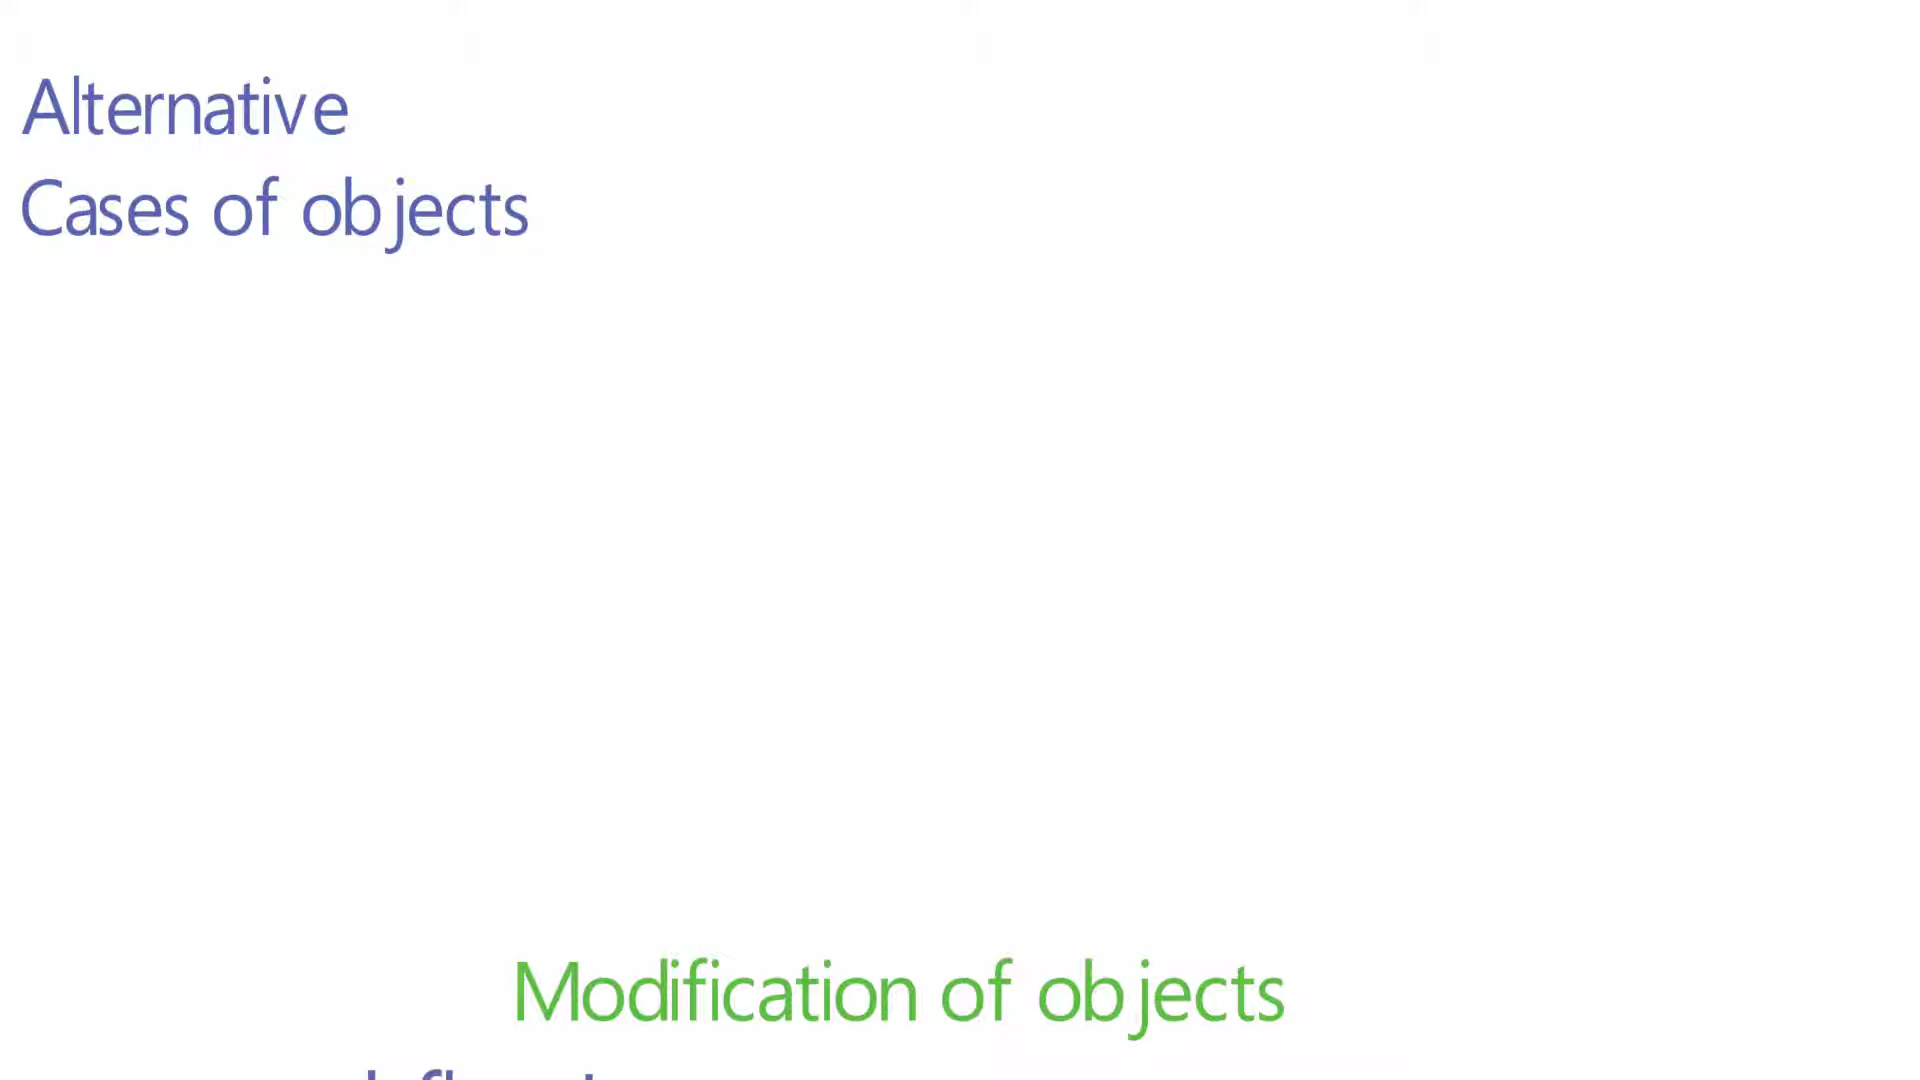 Alternative
Cases of objects
Modification of objects